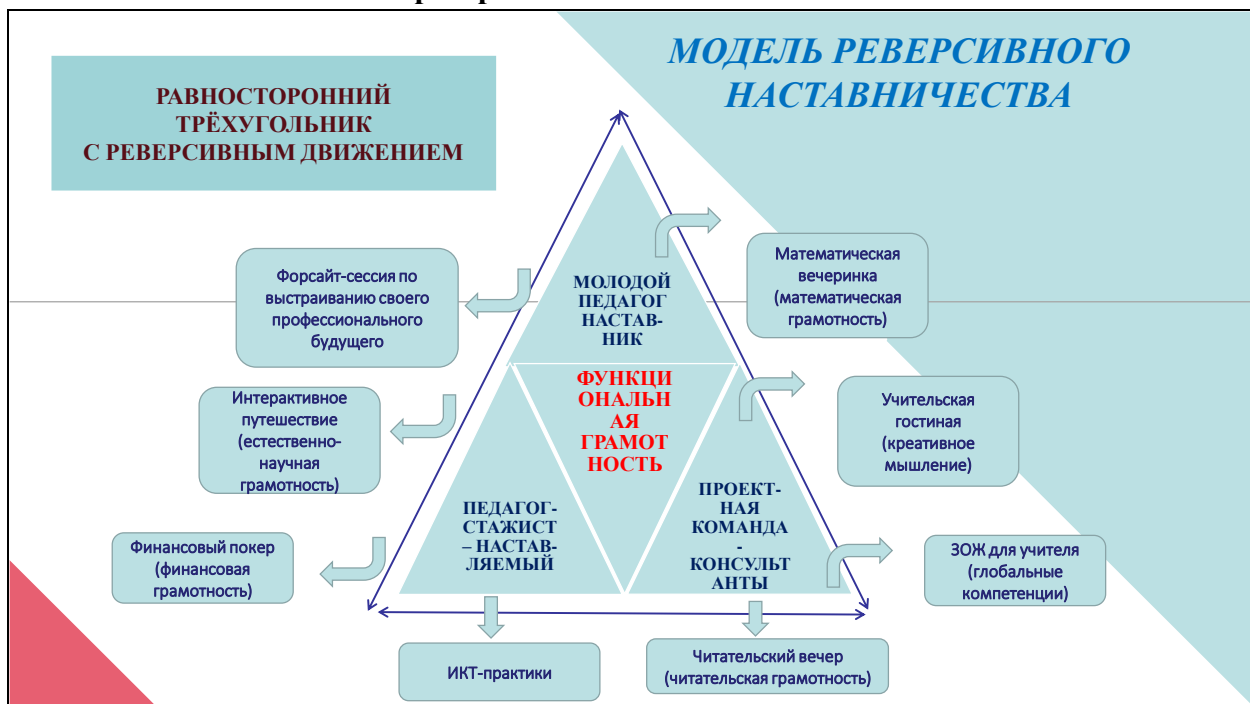 МОДЕЛЬ РЕВЕРСИВНОГО
НАСТАВНИЧЕСТВА
РАВНОСТОРОННИЙ
ТРЁХУГОЛЬНИК
С РЕВЕРСИВНЫМ ДВИЖЕНИЕМ
Форсайт-сессия по
выстраиванию своего
профессионального
будущего
МОЛОДОЙ
ПЕДАГОГ
НАСТАВ-
НИК
Математическая
вечеринка
(математическая
грамотность)
Интерактивное
путешествие
(естественно-
научная
грамотность)
ФУНКЦИ
ОНАЛЬН
АЯ
ГРАМОТ
НОСТЬ
Учительская
гостиная
(креативное
мышление)
ПЕДАГОГ-
СТАЖИСТ
– НАСТАВ-
ЛЯЕМЫЙ
ПРОЕКТ-
НАЯ
КОМАНДА
-
КОНСУЛЬТ
АНТЫ
Финансовый покер
(финансовая
грамотность)
ЗОЖ для учителя
(глобальные
компетенции)
ИКТ-практики
Читательский вечер
(читательская грамотность)